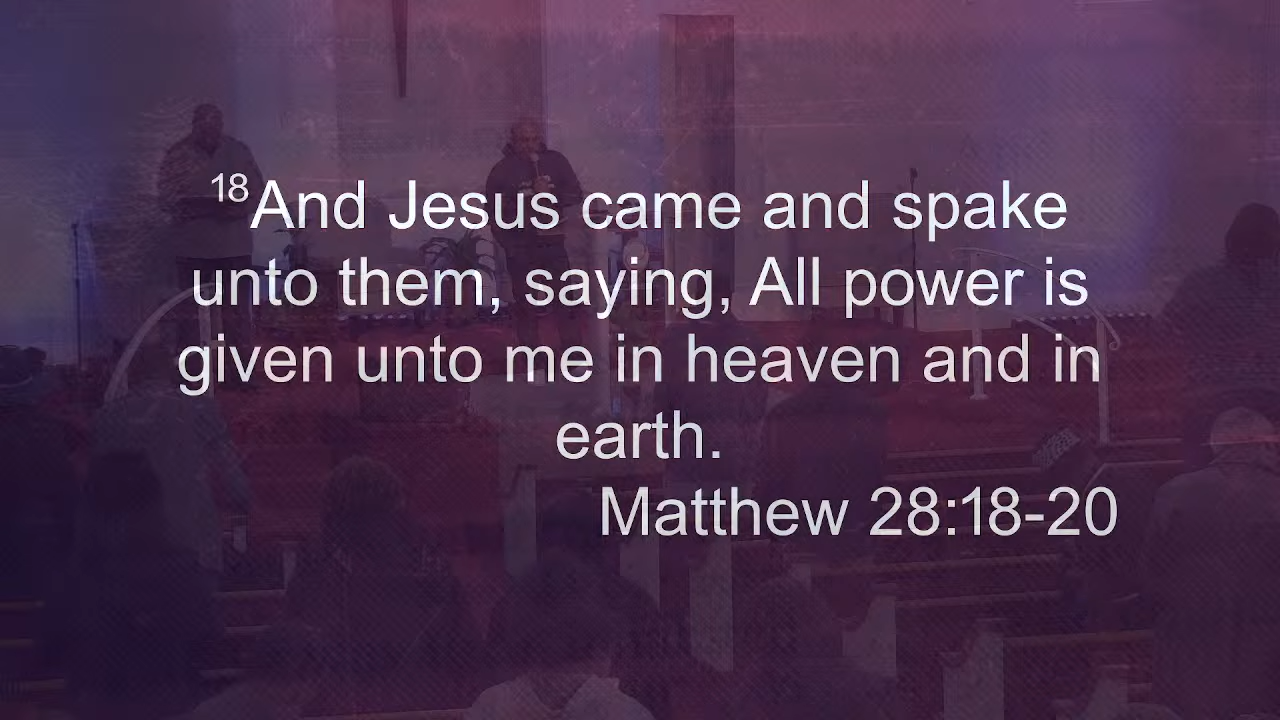 18And Jesus came and spake
unto them, saying, All power is
given unto me in heaven and in
earth.
Matthew 28:18-20